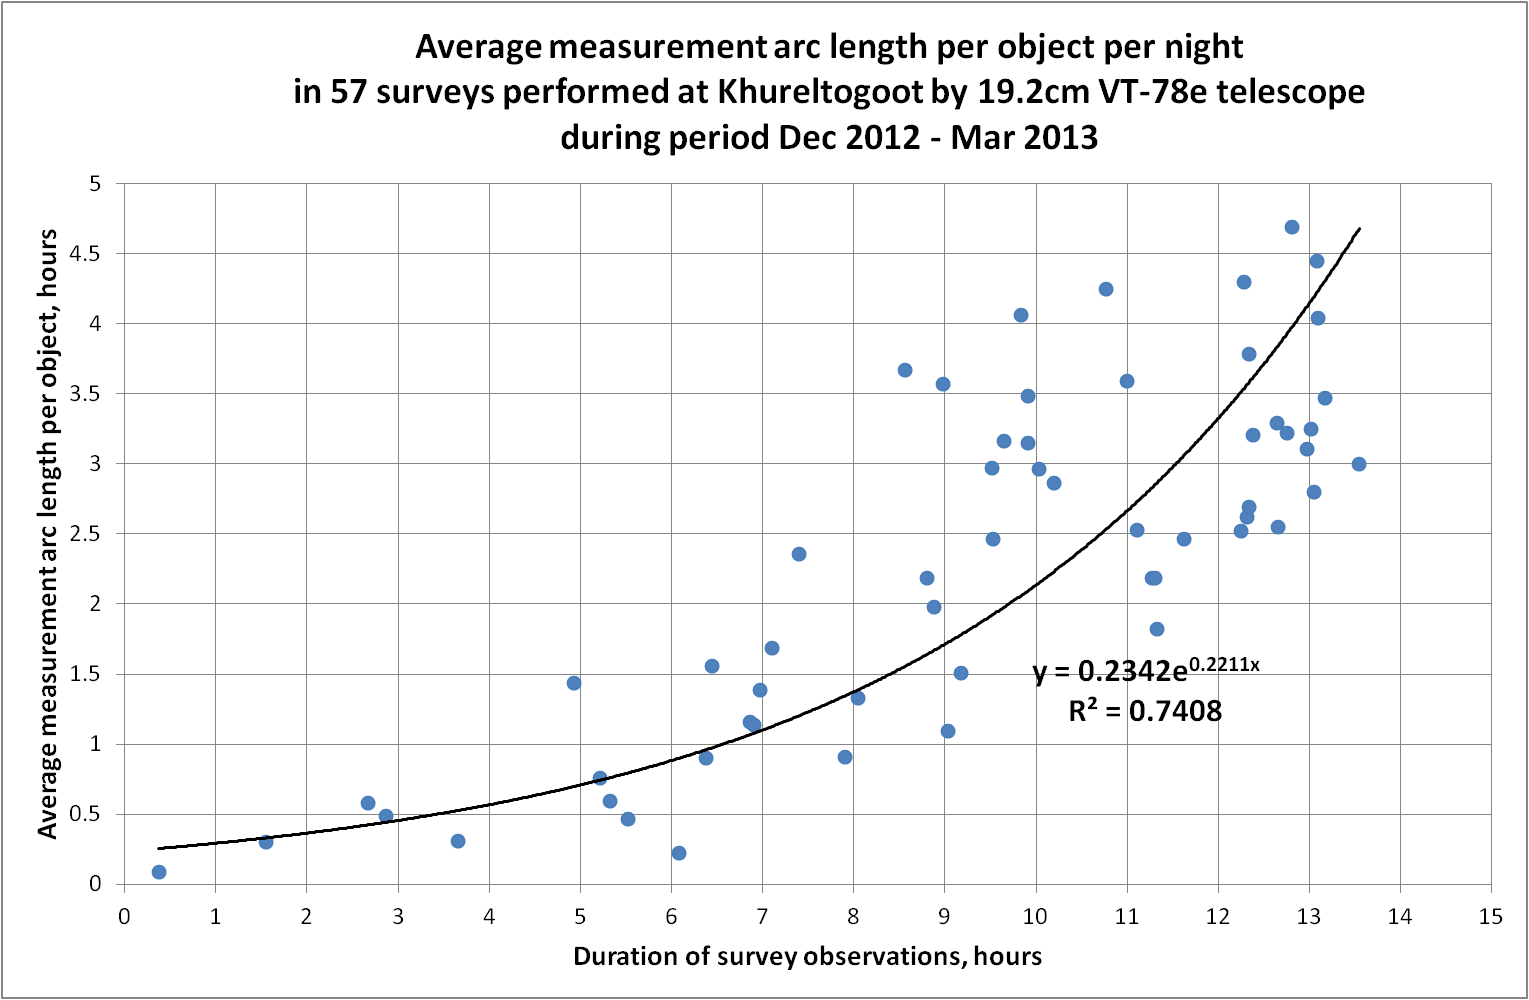 Average measurement arc length per object per night
in 57 surveys performed at Khureltogoot by 19.2cm VT-78e telescope
during period Dec 2012 - Mar 2013
Average measurement arc length per object, hours
5
4.5
4
3.5
3
2.5
2
1.5
1
0.5
0
y = 0.2342e^0.2211x
R² = 0.7408
0 1 2 3 4 5 6 7 8 9 10 11 12 13 14 15
Duration of survey observations, hours